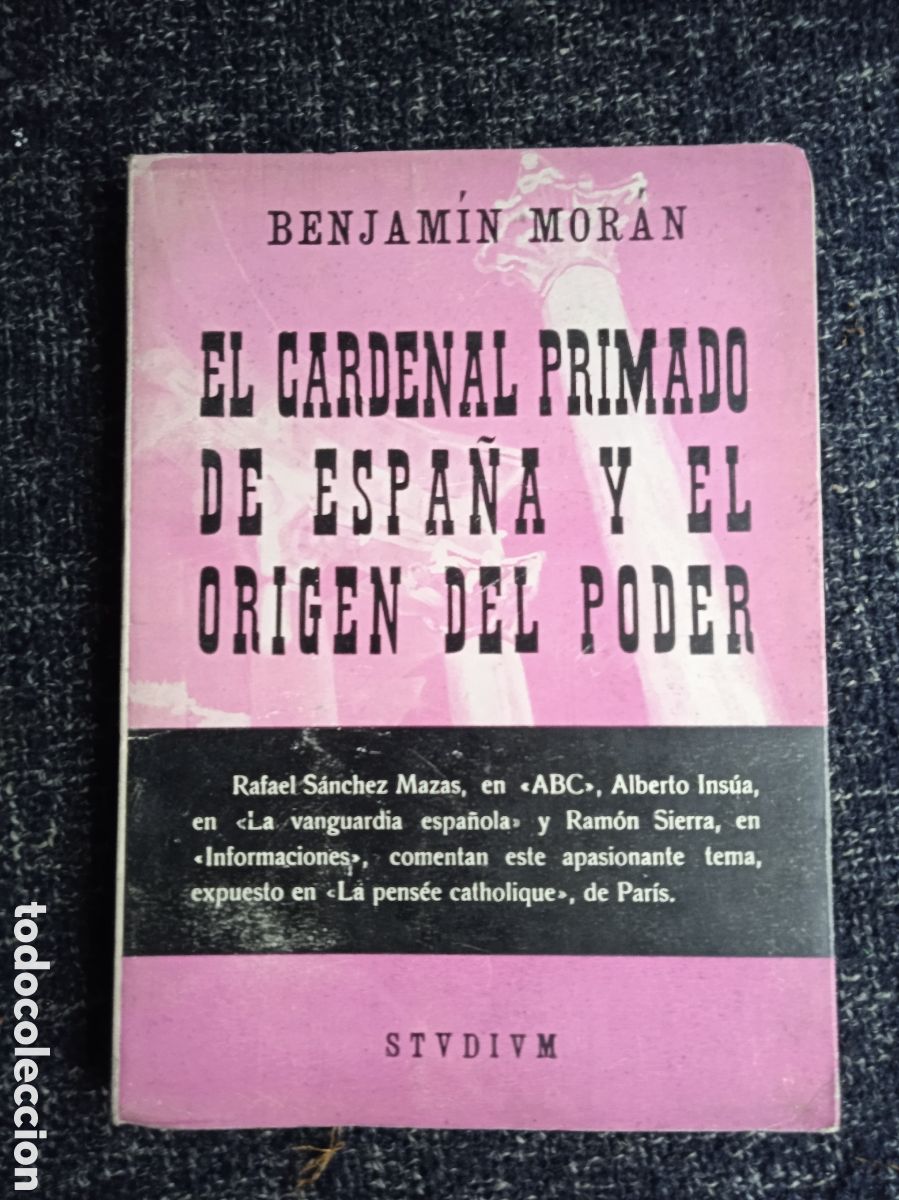 BENJAMÍN MORÁN
EL CARDENAL PRIMADO
DE ESPAÑA Y EL
ORIGEN DEL PODER
Rafael Sánchez Mazas, en «ABC», Alberto Insúa,
en «La vanguardia española» y Ramón Sierra, en
«Informaciones», comentan este apasionante tema,
expuesto en «La pensée catholique», de París.
STVDIVM
todocoleccion